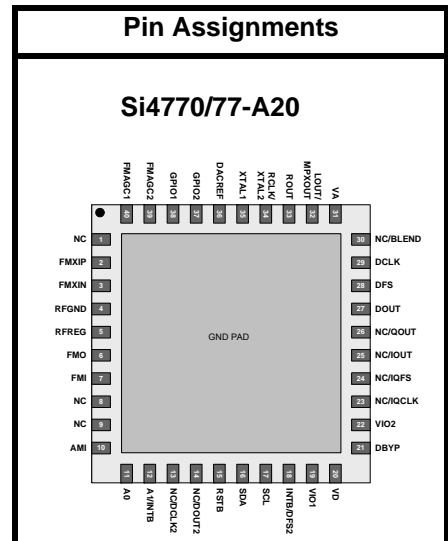 Pin Assignments
Si4770/77-A20
FMAGC1
FMAGC2
GPIO1
GPIO2
DACREF
XTAL1
RCLK/
XTAL2
ROUT
LOUT/
MPXOUT
VA
40
39
38
37
36
35
34
33
32
31
NC 1
FMXIP 2
FMXIN 3
RFGND 4
RFREG 5
FMO 6
FMI 7
NC 8
NC 9
AMI 10
GND PAD
30 NC/BLEND
29 DCLK
28 DFS
27 DOUT
26 NC/QOUT
25 NC/IOUT
24 NC/IQFS
23 NC/IQCLK
22 VIO2
21 DBYP
11
12
13
14
15
16
17
18
19
20
A0
A1/INTB
NC/DCLK2
NC/DOUT2
RSTB
SDA
SCL
INTB/DFS2
VIO1
VD